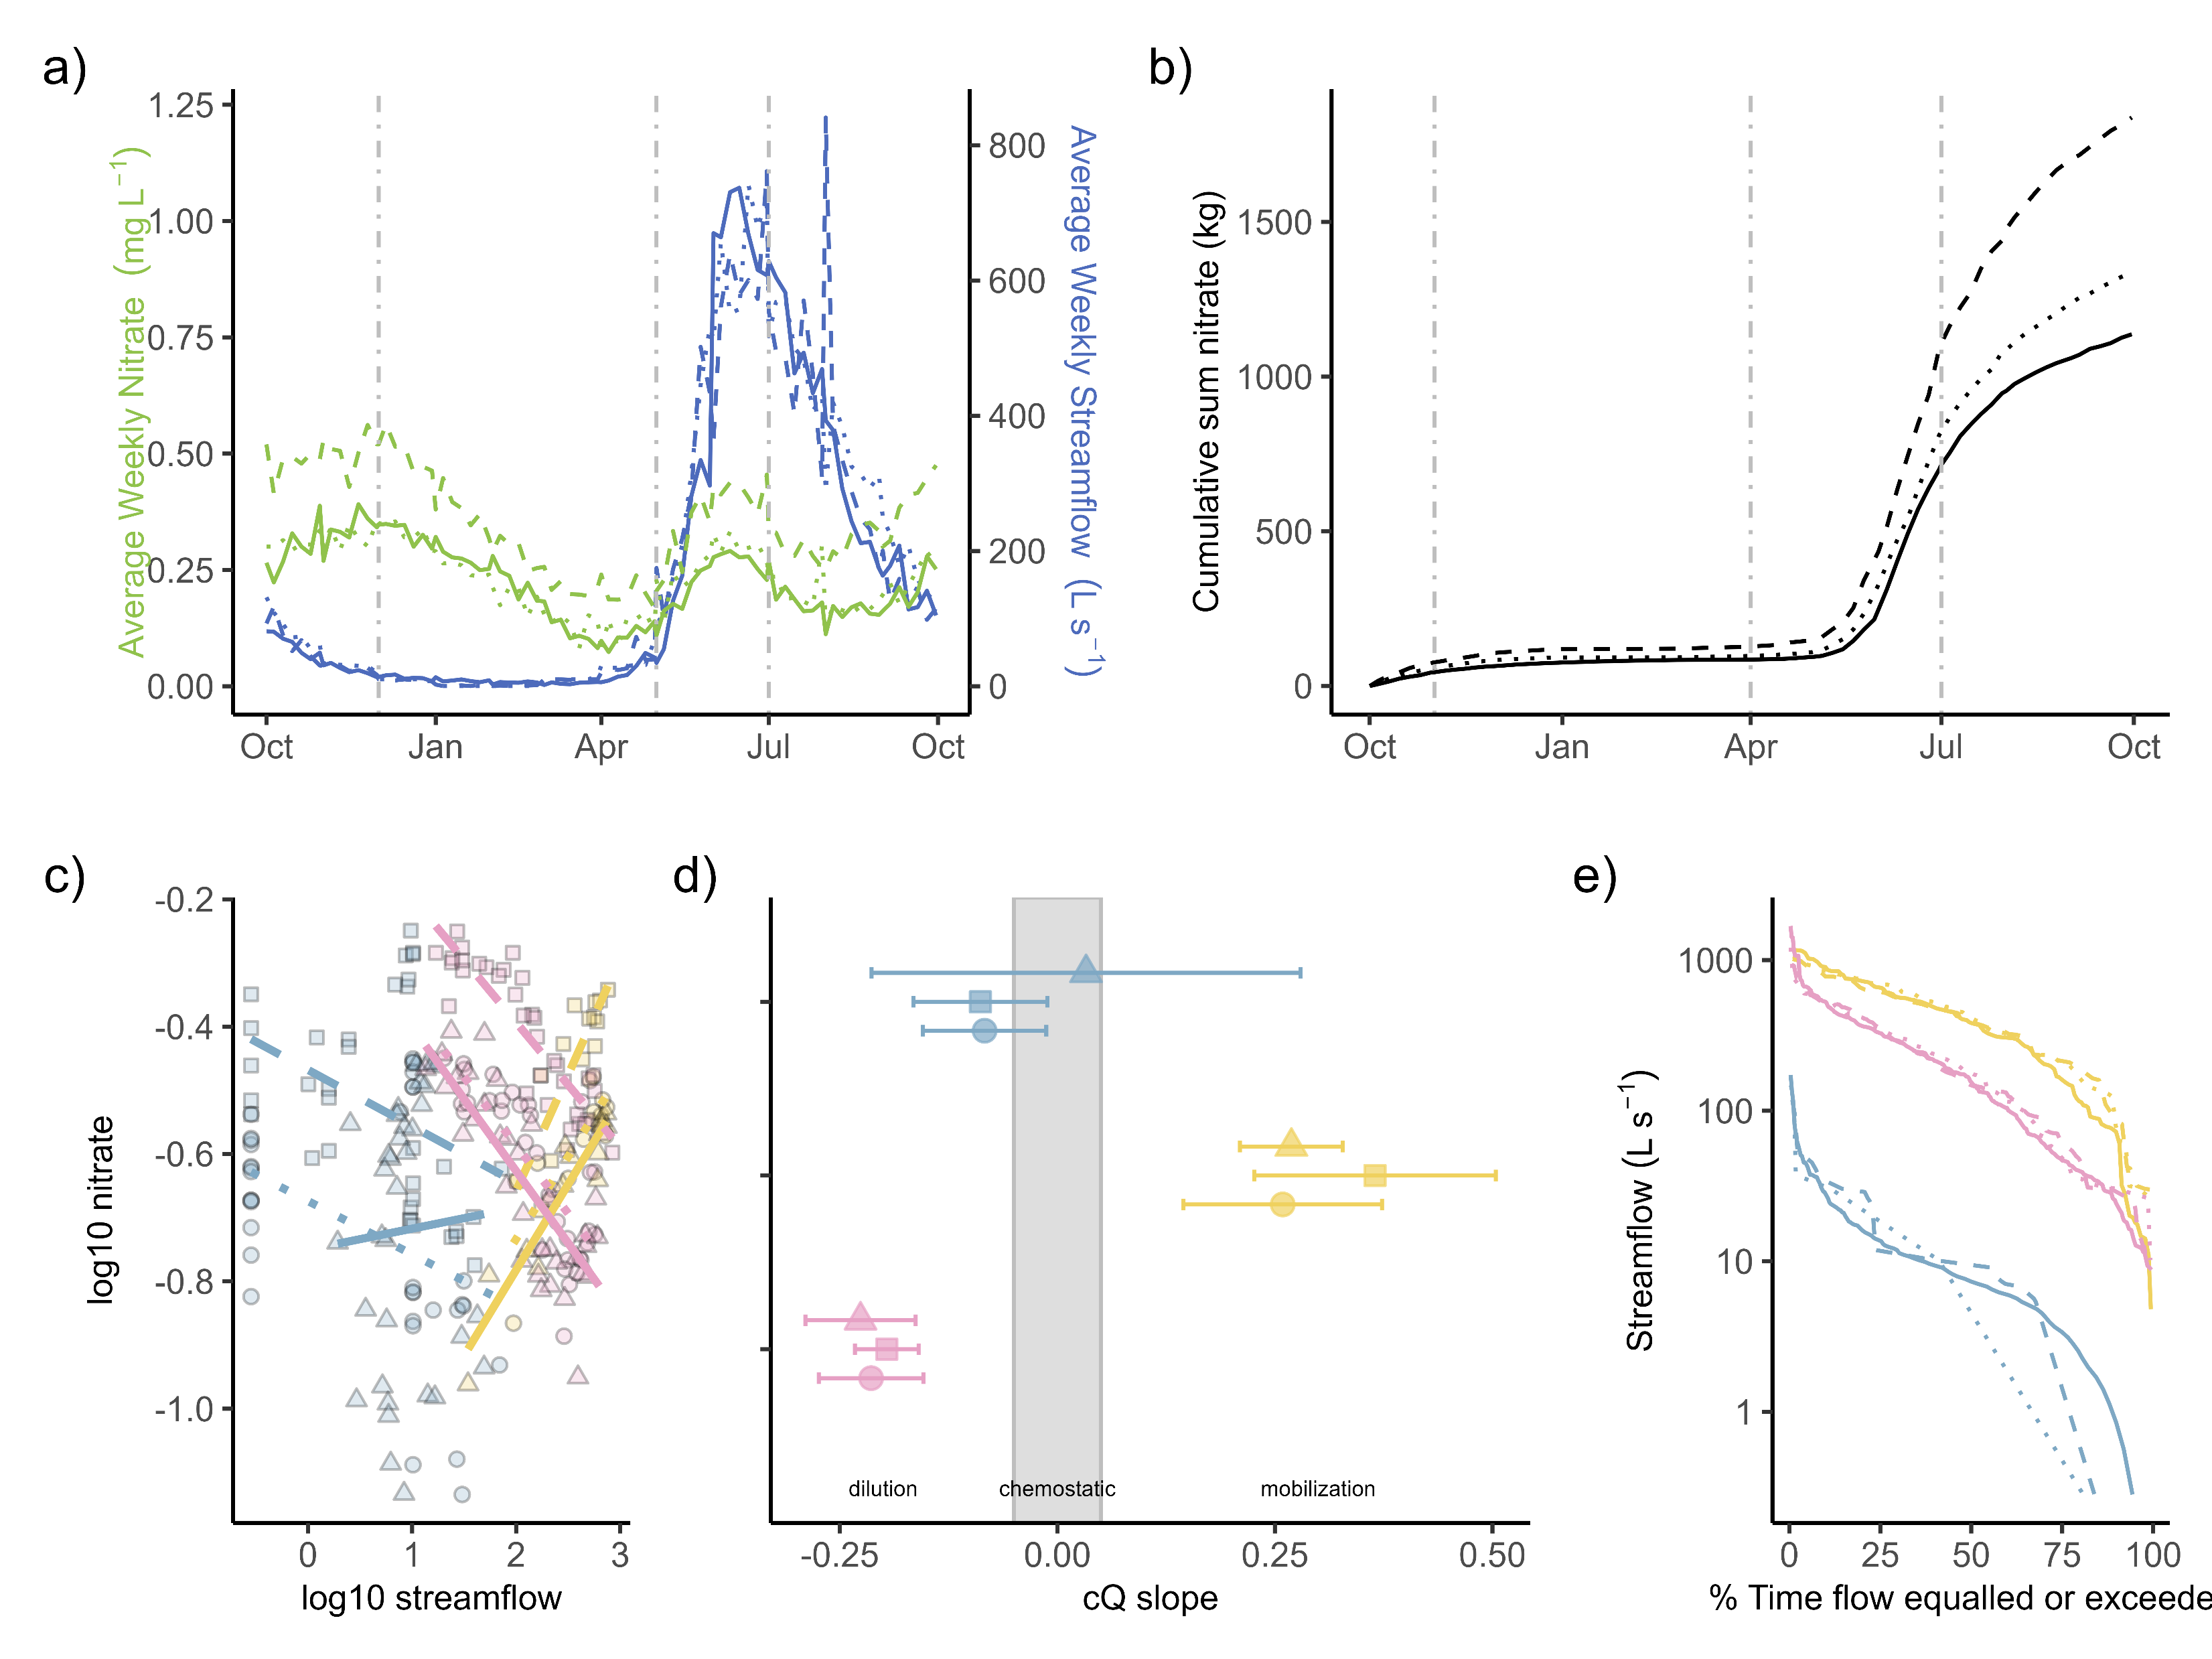 a)
1.25
1.00
0.75
0.50
0.25
0.00
Average Weekly Nitrate (mg L⁻¹)
800
600
400
200
0
Average Weekly Streamflow (L s⁻¹)
Oct
Jan
Apr
Jul
Oct
b)
1500
1000
500
0
Cumulative sum nitrate (kg)
Oct
Jan
Apr
Jul
Oct
c)
-0.2
-0.4
-0.6
-0.8
-1.0
log10 nitrate
0
1
2
3
log10 streamflow
d)
dilution
chemostatic
mobilization
-0.25
0.00
0.25
0.50
cQ slope
e)
1000
100
10
1
Streamflow (L s⁻¹)
0
25
50
75
100
% Time flow equalled or exceede